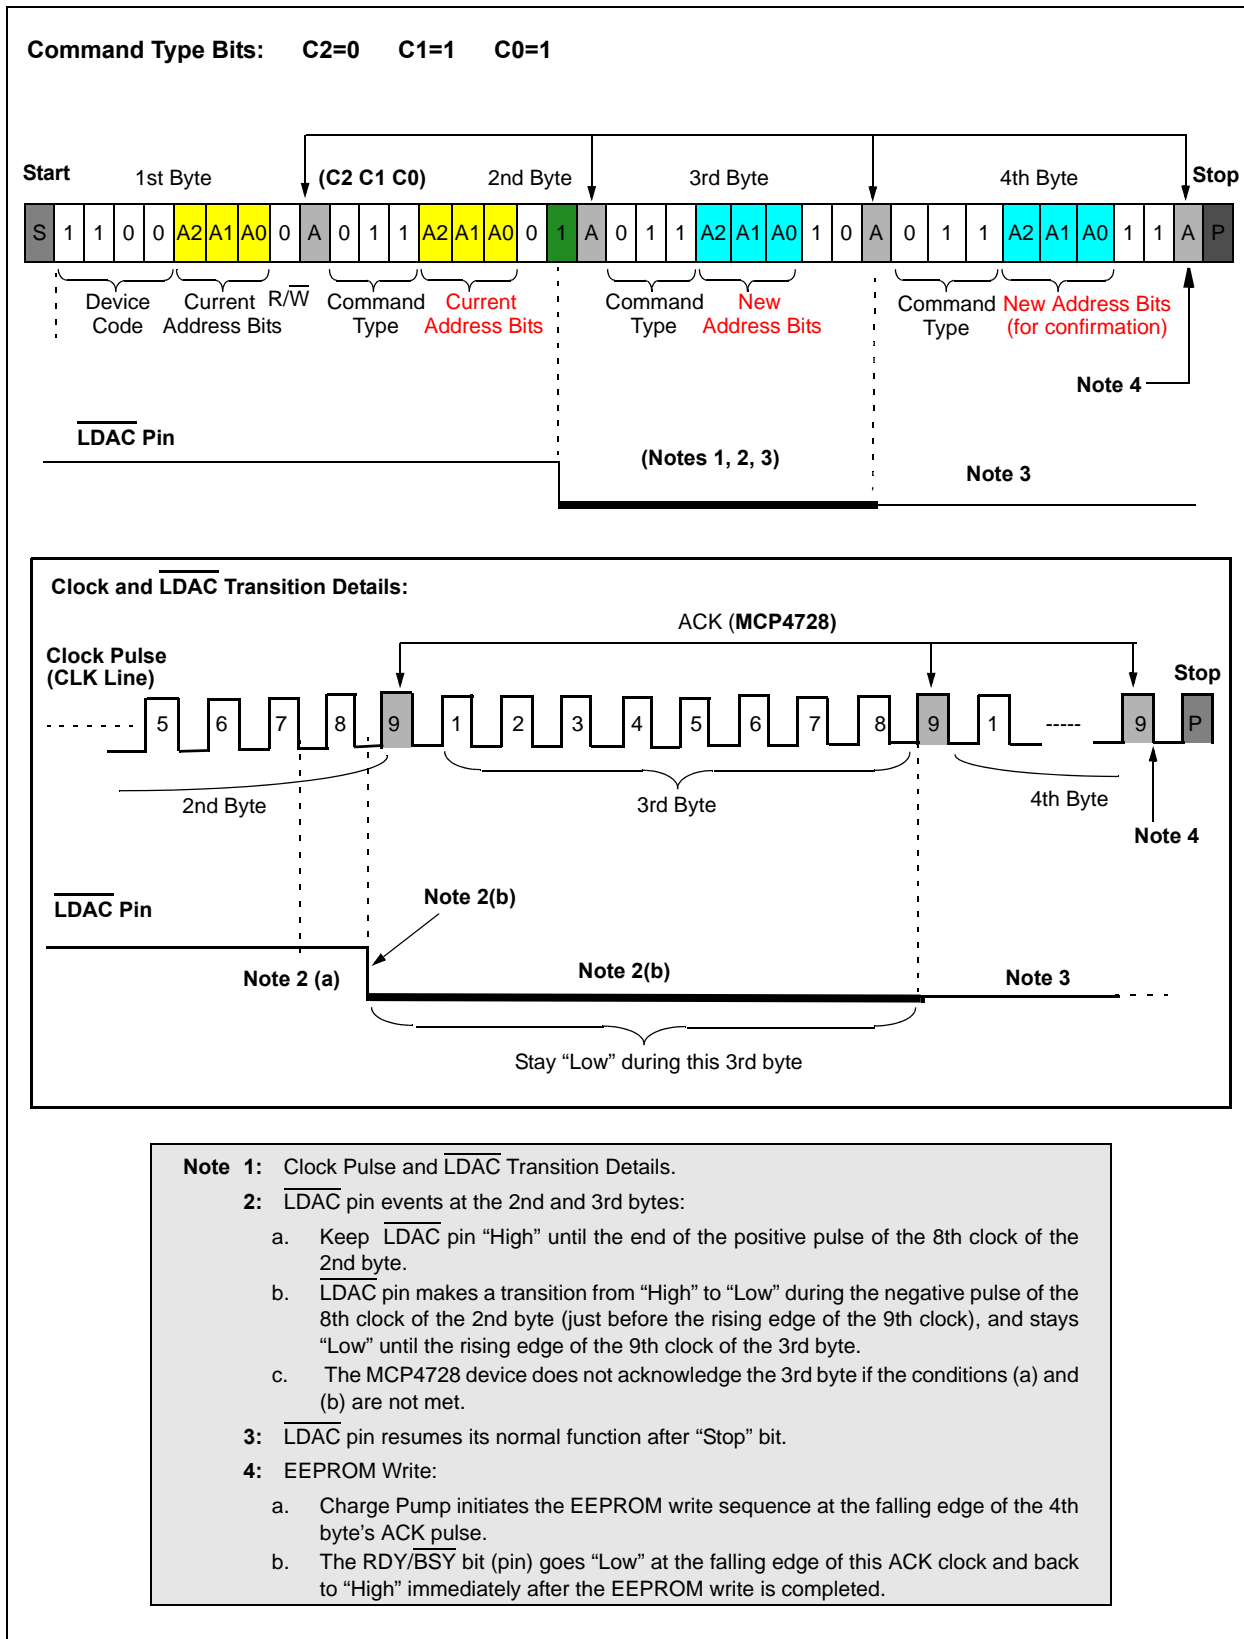 Command Type Bits: C2=0 C1=1 C0=1
Start 1st Byte (C2 C1 C0) 2nd Byte 3rd Byte 4th Byte Stop
S 1 1 0 0 A2 A1 A0 0 A 0 1 1 A2 A1 A0 0 1 A 0 1 1 A2 A1 A0 1 0 A 0 1 1 A2 A1 A0 1 1 A P
Device Code
Current Address Bits
R/W̅
Command Type
Current Address Bits
Command Type
New Address Bits
Command Type
New Address Bits (for confirmation)
Note 4
L̅D̅A̅C̅ Pin
(Notes 1, 2, 3)
Note 3
Clock and L̅D̅A̅C̅ Transition Details:
ACK (MCP4728)
Clock Pulse
(CLK Line)
Stop
5 6 7 8 9 1 2 3 4 5 6 7 8 9 1 ----- 9 P
2nd Byte 3rd Byte 4th Byte
Note 4
L̅D̅A̅C̅ Pin
Note 2(b)
Note 2 (a)
Note 2(b)
Note 3
Stay “Low” during this 3rd byte
Note 1: Clock Pulse and L̅D̅A̅C̅ Transition Details.
2: L̅D̅A̅C̅ pin events at the 2nd and 3rd bytes:
a. Keep L̅D̅A̅C̅ pin “High” until the end of the positive pulse of the 8th clock of the
2nd byte.
b. L̅D̅A̅C̅ pin makes a transition from “High” to “Low” during the negative pulse of the
8th clock of the 2nd byte (just before the rising edge of the 9th clock), and stays
“Low” until the rising edge of the 9th clock of the 3rd byte.
c. The MCP4728 device does not acknowledge the 3rd byte if the conditions (a) and
(b) are not met.
3: L̅D̅A̅C̅ pin resumes its normal function after “Stop” bit.
4: EEPROM Write:
a. Charge Pump initiates the EEPROM write sequence at the falling edge of the 4th
byte’s ACK pulse.
b. The RDY/B̅S̅Y̅ bit (pin) goes “Low” at the falling edge of this ACK clock and back
to “High” immediately after the EEPROM write is completed.